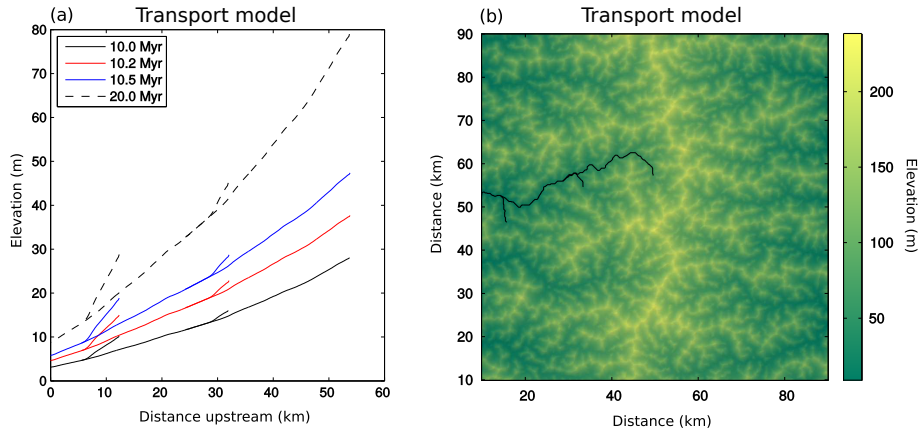 (a)
Transport model
80
70
60
50
40
30
20
10
0
Elevation (m)
10.0 Myr
10.2 Myr
10.5 Myr
20.0 Myr
0
10
20
30
40
50
60
Distance upstream (km)
(b)
Transport model
90
80
70
60
50
40
30
20
10
Distance (km)
20
40
60
80
Distance (km)
200
150
100
50
Elevation (m)